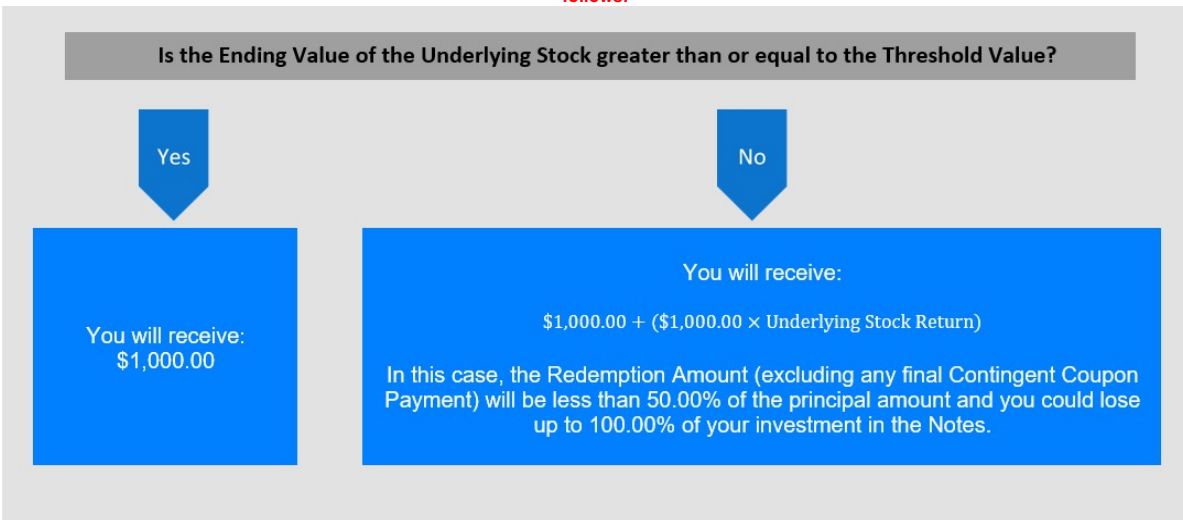 Is the Ending Value of the Underlying Stock greater than or equal to the Threshold Value?
Yes
No
You will receive:
$1,000.00
You will receive:
$1,000.00 + ($1,000.00 × Underlying Stock Return)
In this case, the Redemption Amount (excluding any final Contingent Coupon
Payment) will be less than 50.00% of the principal amount and you could lose
up to 100.00% of your investment in the Notes.